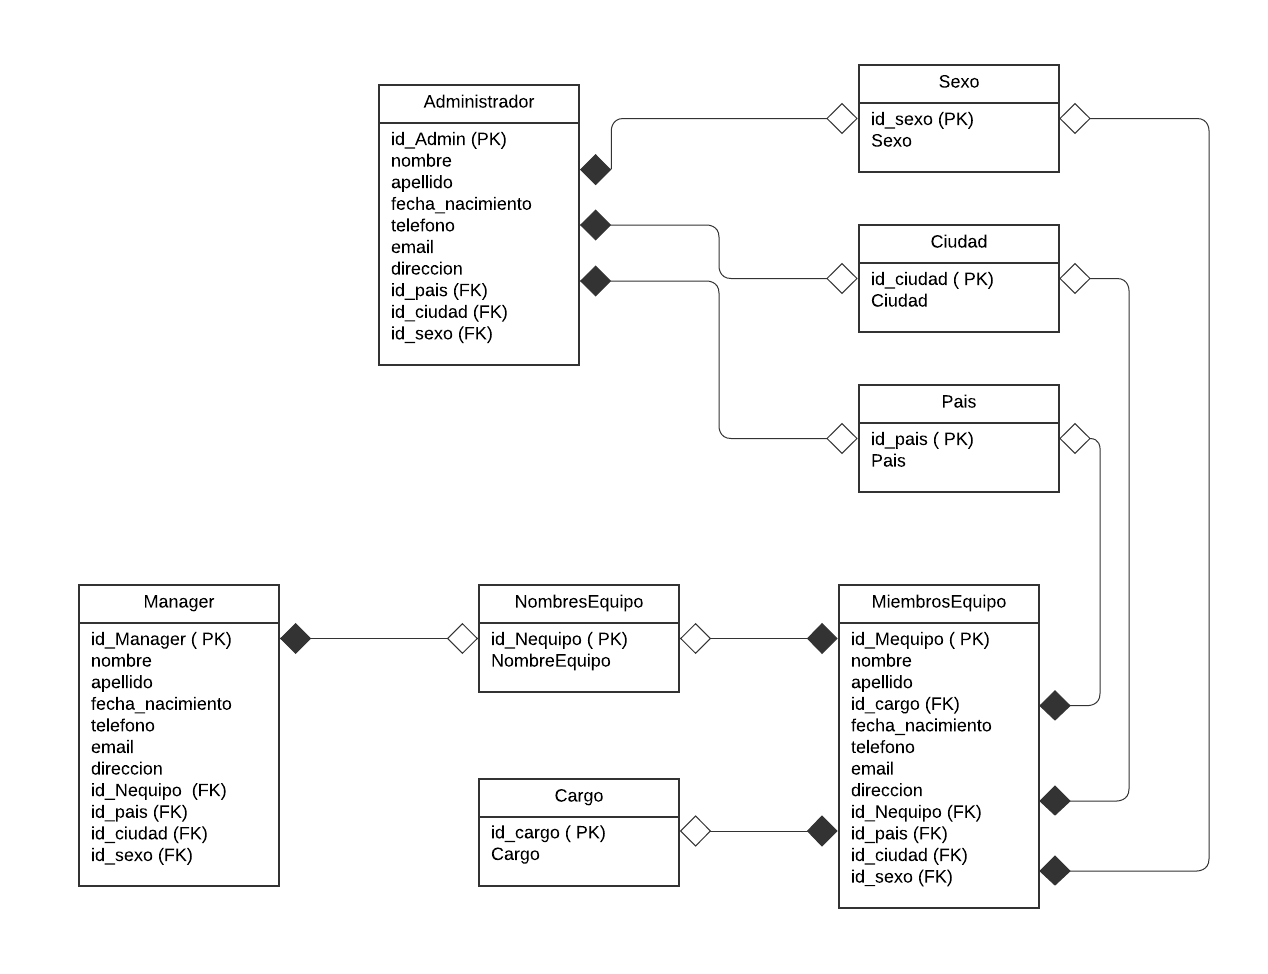 Administrador
id_Admin (PK)
nombre
apellido
fecha_nacimiento
telefono
email
direccion
id_pais (FK)
id_ciudad (FK)
id_sexo (FK)
Sexo
id_sexo (PK)
Sexo
Ciudad
id_ciudad ( PK)
Ciudad
Pais
id_pais ( PK)
Pais
Manager
id_Manager ( PK)
nombre
apellido
fecha_nacimiento
telefono
email
direccion
id_Nequipo  (FK)
id_pais (FK)
id_ciudad (FK)
id_sexo (FK)
NombresEquipo
id_Nequipo ( PK)
NombreEquipo
Cargo
id_cargo ( PK)
Cargo
MiembrosEquipo
id_Mequipo ( PK)
nombre
apellido
id_cargo (FK)
fecha_nacimiento
telefono
email
direccion
id_Nequipo (FK)
id_pais (FK)
id_ciudad (FK)
id_sexo (FK)